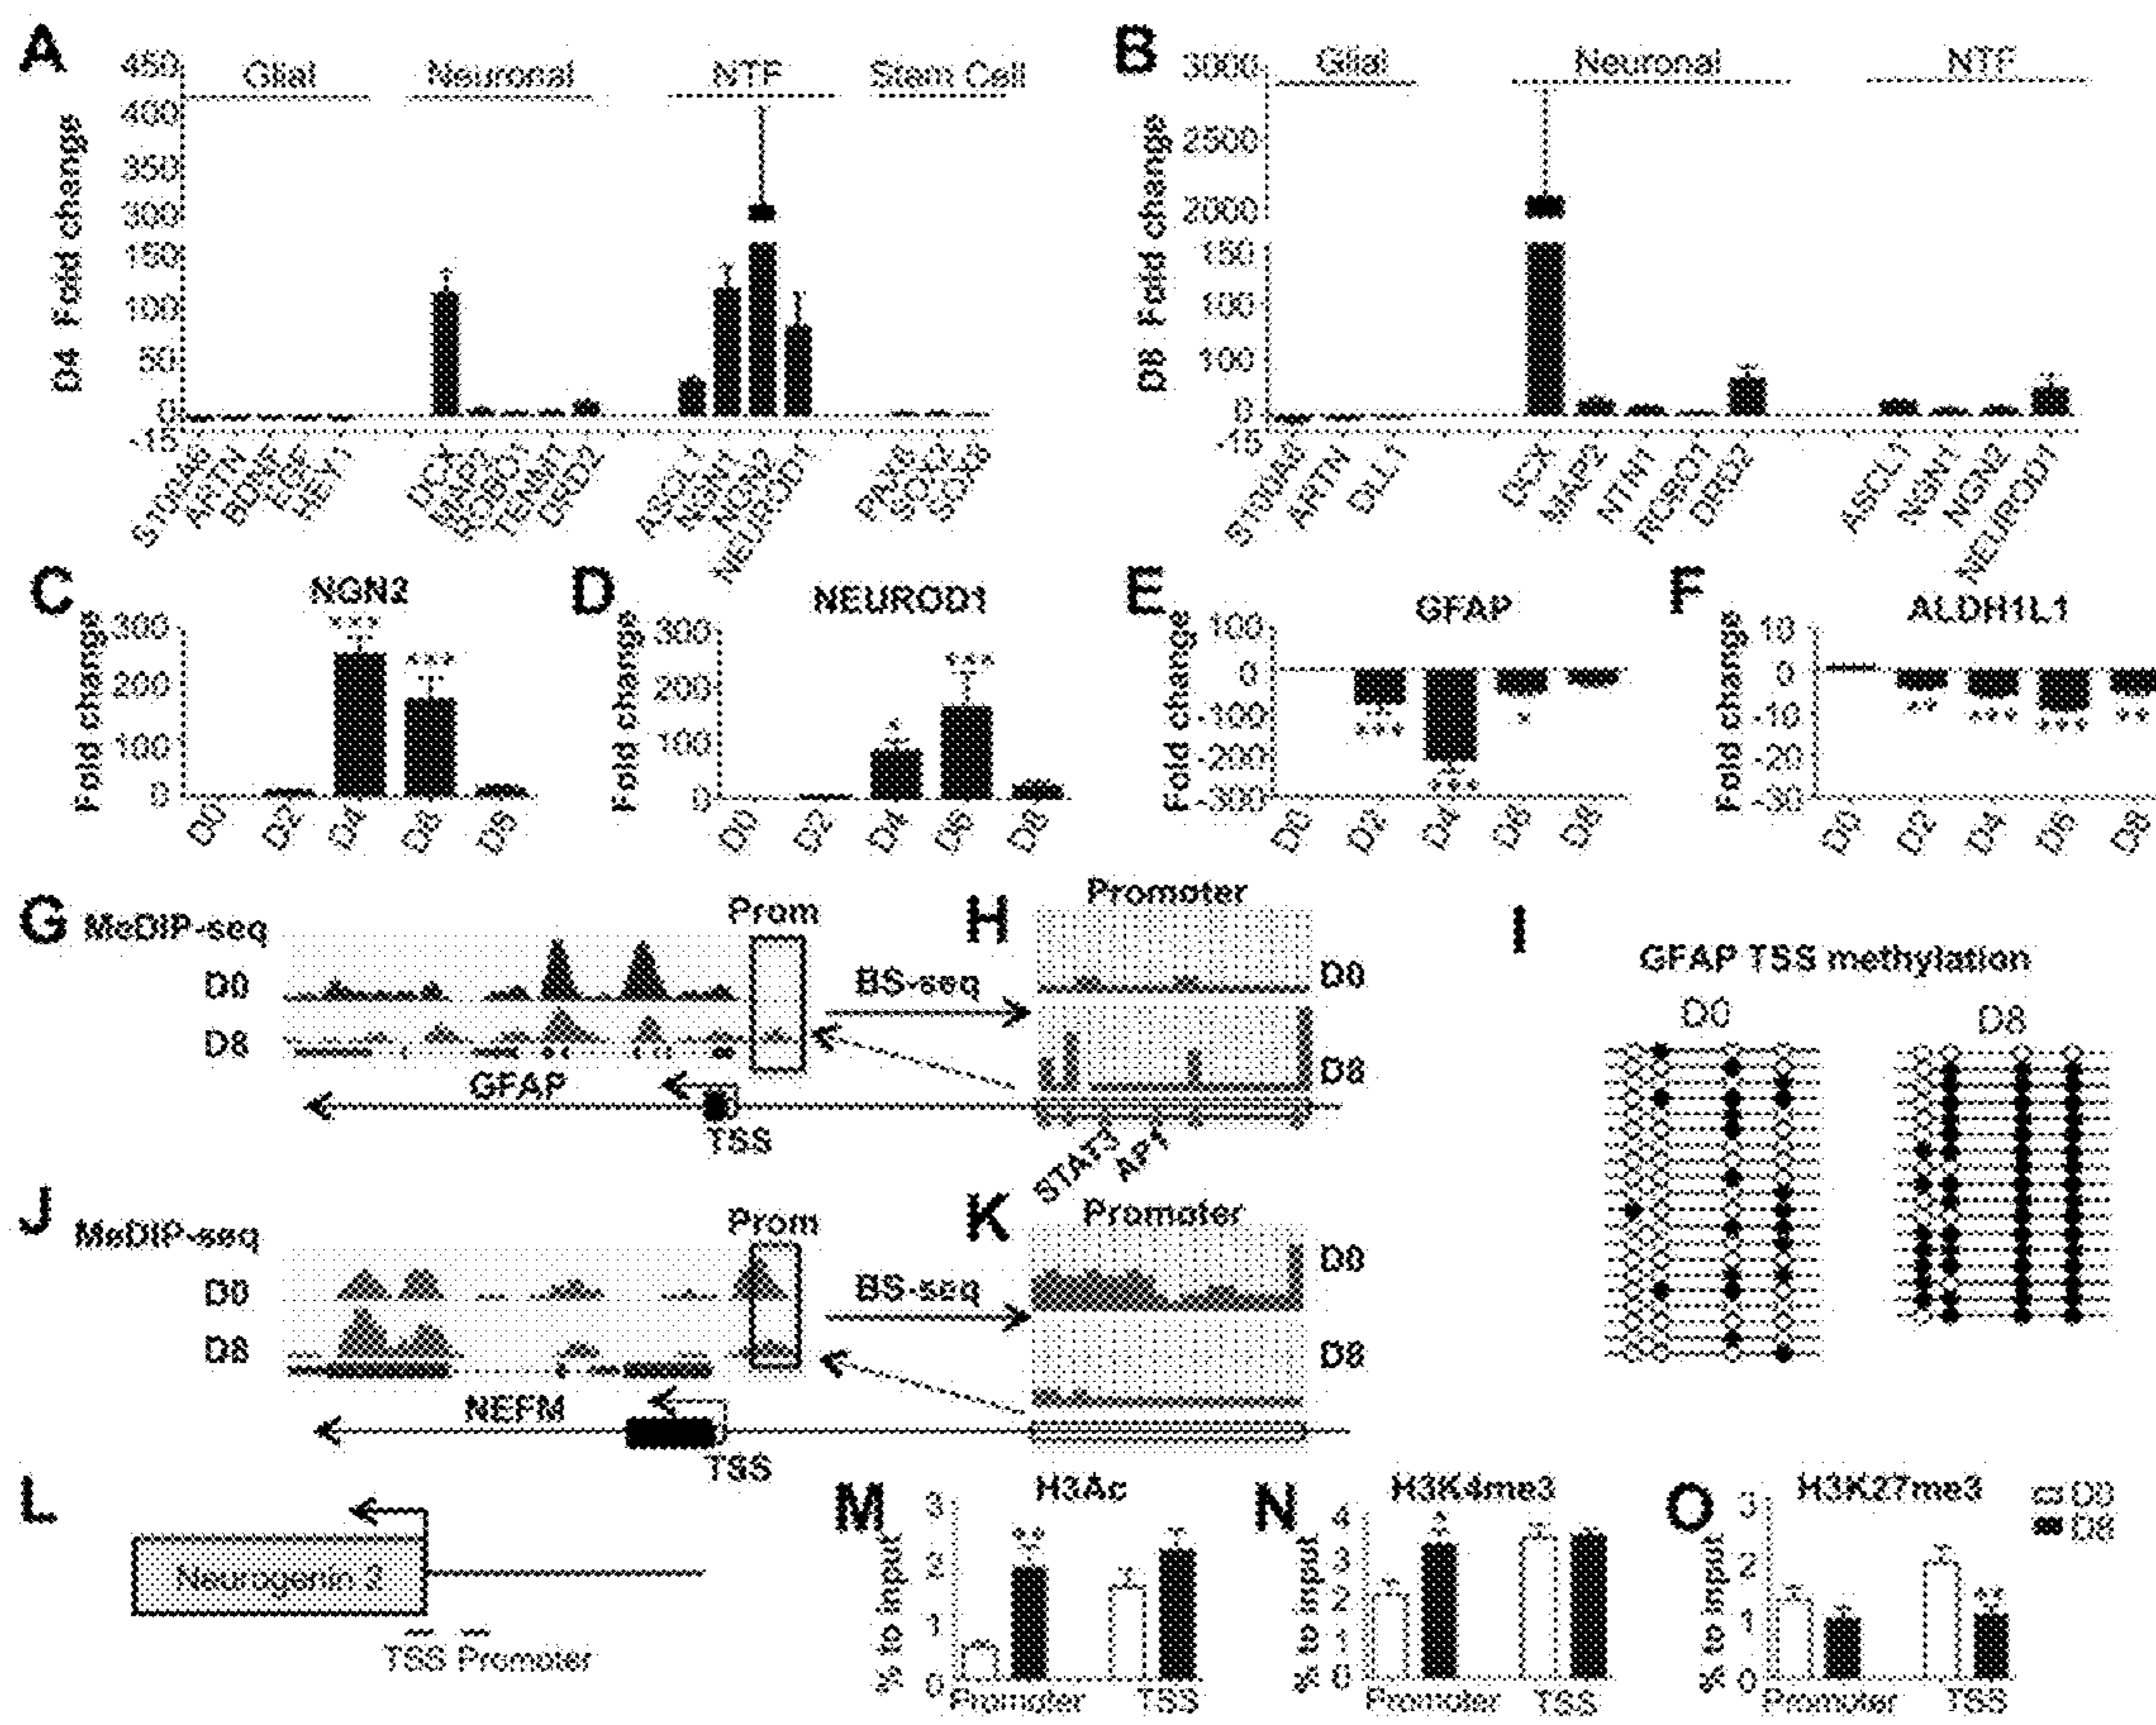 A
Glial Neuronal NTF Stem Cell
D4 Fold change
450
400
350
300
150
100
50
0
-15
S100A6 ARTN BDNF EGF HEY1
DCX MAP2 ROBO1 TENM1 DRD2
ASCL1 NGN1 NGN2 NEUROD1
PAX6 SOX2
B
Glial Neuronal NTF
D8 Fold change
3000
2500
2000
150
100
100
0
-15
S100A6 ARTN DLL1
DCX MAP2 NTN1 ROBO1 DRD2
ASCL1 NGN1 NGN2 NEUROD1
C
NGN2
Fold change
300
200
100
0
***
***
D0 D2 D4
D
NEUROD1
Fold change
300
200
100
0
*
***
D0 D2 D4 D6 D8
E
GFAP
Fold change
100
0
-100
-200
-300
***
***
*
D0 D2 D4 D6 D8
F
ALDH1L1
Fold change
10
0
-10
-20
-30
** *** *** **
D0 D2 D4 D6 D8
G
MeDIP-seq
Prom
D0
D8
BS-seq
GFAP
TSS
H
Promoter
D0
D8
STAT3 AP1
I
GFAP TSS methylation
D0 D8
J
MeDIP-seq
Prom
D0
D8
BS-seq
NEFM
TSS
K
Promoter
D0
D8
L
Neurogenin 2
TSS Promoter
M
H3Ac
% to input
3
2
1
0
**
Promoter TSS
N
H3K4me3
% to input
4
3
2
1
0
*
Promoter TSS
O
H3K27me3
% to input
3
2
1
0
**
Promoter TSS
D0
D8